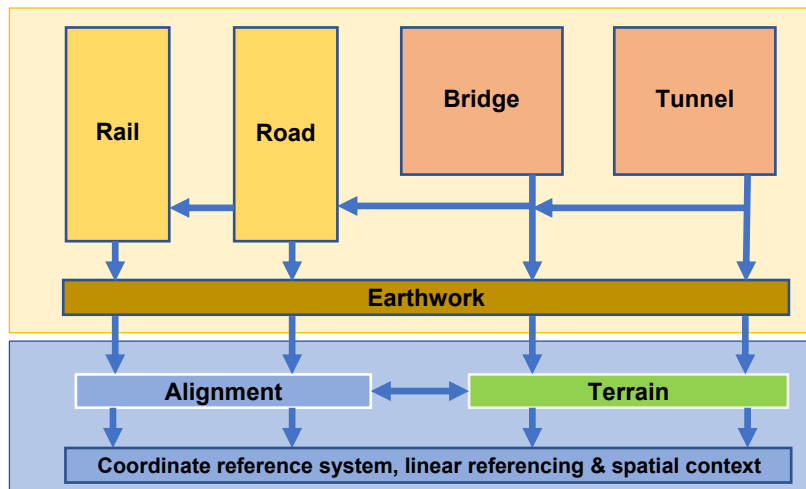 Rail
Road
Bridge
Tunnel
Earthwork
Alignment
Terrain
Coordinate reference system, linear referencing & spatial context